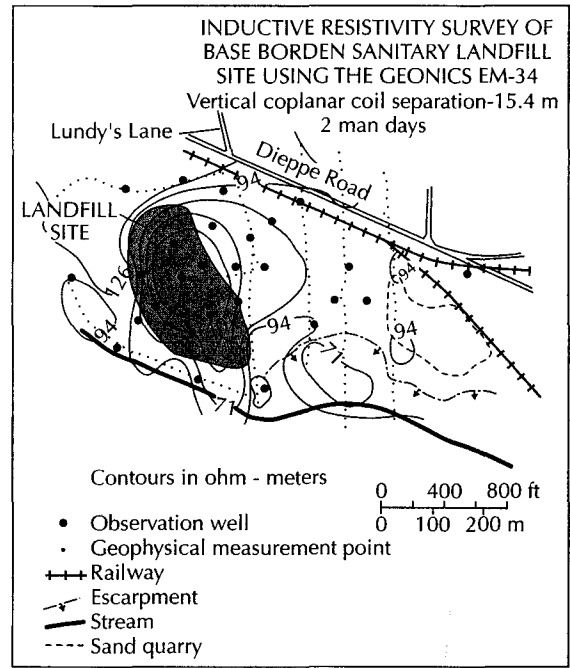 INDUCTIVE RESISTIVITY SURVEY OF
BASE BORDEN SANITARY LANDFILL
SITE USING THE GEONICS EM-34
Vertical coplanar coil separation-15.4 m
2 man days
Lundy's Lane
Dieppe Road
94
LANDFILL
SITE
126
94
94
94
94
71
71
Contours in ohm - meters
0 400 800 ft
0 100 200 m
Observation well
Geophysical measurement point
Railway
Escarpment
Stream
Sand quarry